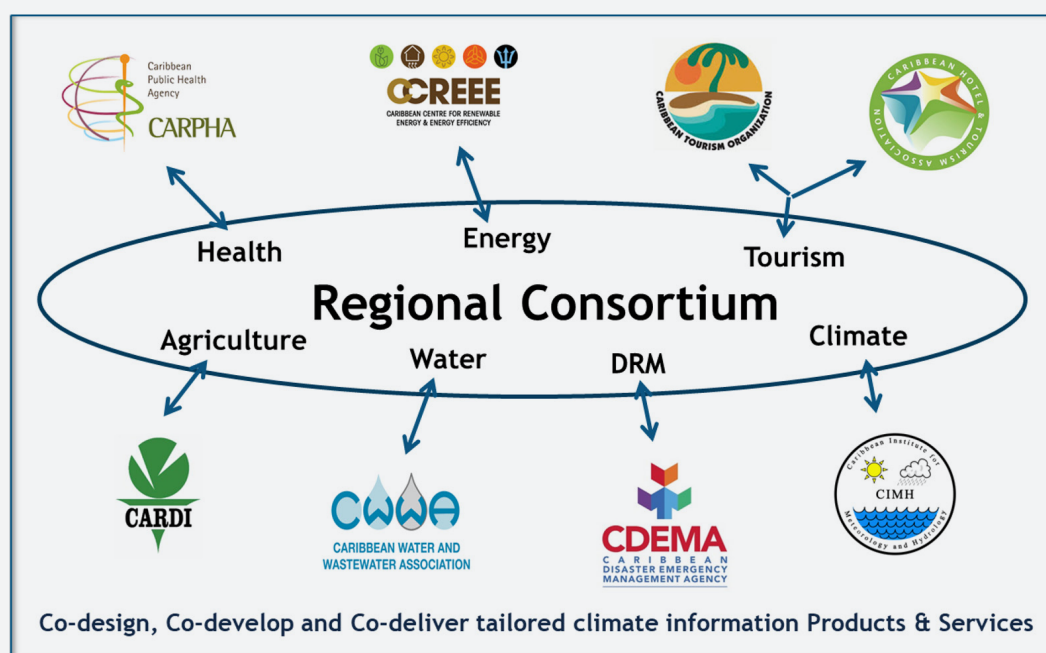 Caribbean
Public Health
Agency
CARPHA
CCREEE
CARIBBEAN CENTRE FOR RENEWABLE
ENERGY & ENERGY EFFICIENCY
CARIBBEAN TOURISM ORGANIZATION
CARIBBEAN HOTEL & TOURISM ASSOCIATION
Health
Energy
Tourism
Regional Consortium
Agriculture
Water
DRM
Climate
CARDI
CWWA
CARIBBEAN WATER AND
WASTEWATER ASSOCIATION
CDEMA
CARIBBEAN
DISASTER EMERGENCY
MANAGEMENT AGENCY
Caribbean Institute for
CIMH
Meteorology and Hydrology
Co-design, Co-develop and Co-deliver tailored climate information Products & Services